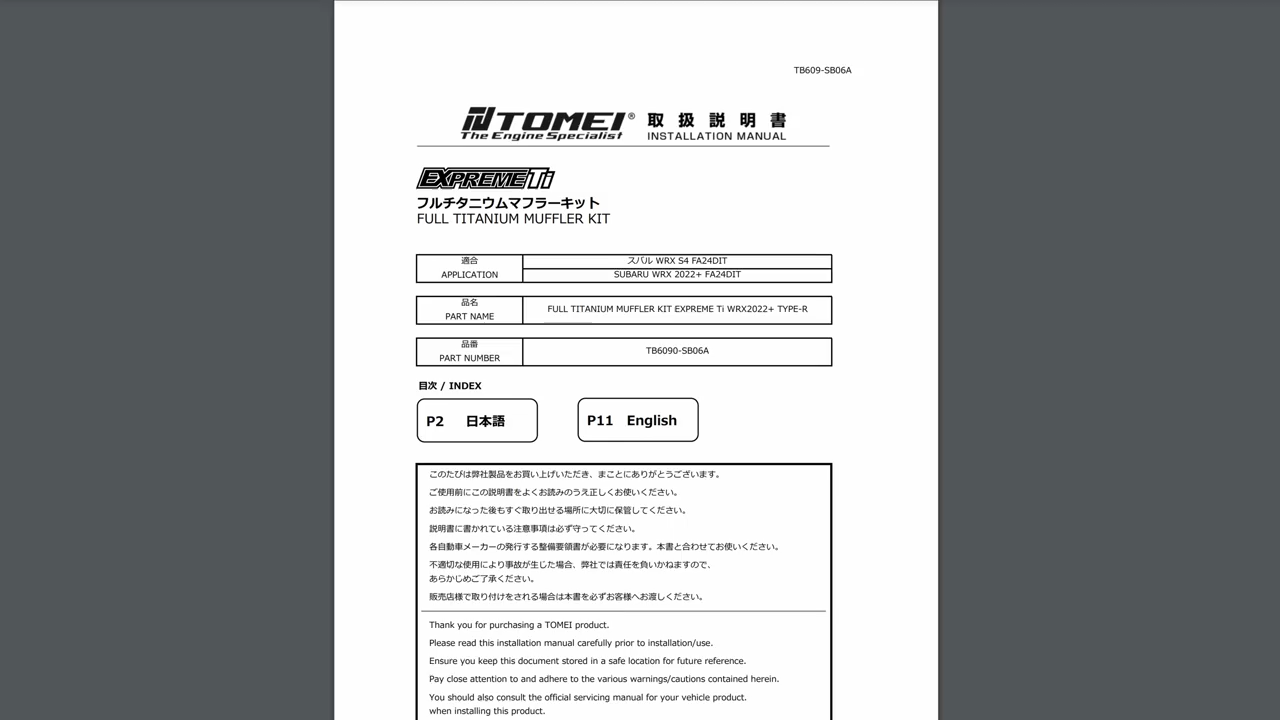 TB609-SB06A
TOMEI® 取扱説明書
The Engine Specialist INSTALLATION MANUAL
EXPREME Ti
フルチタニウムマフラーキット
FULL TITANIUM MUFFLER KIT
適合 スバル WRX S4 FA24DIT
APPLICATION SUBARU WRX 2022+ FA24DIT
品名
FULL TITANIUM MUFFLER KIT EXPREME Ti WRX2022+ TYPE-R
PART NAME
品番
TB6090-SB06A
PART NUMBER
目次 / INDEX
P2 日本語 P11 English
このたびは弊社製品をお買い上げいただき、まことにありがとうございます。
ご使用前にこの説明書をよくお読みのうえ正しくお使いください。
お読みになった後もすぐ取り出せる場所に大切に保管してください。
説明書に書かれている注意事項は必ず守ってください。
各自動車メーカーの発行する整備要領書が必要になります。本書と合わせてお使いください。
不適切な使用により事故が生じた場合、弊社では責任を負いかねますので、
あらかじめご了承ください。
販売店様で取り付けをされる場合は本書を必ずお客様へお渡しください。
Thank you for purchasing a TOMEI product.
Please read this installation manual carefully prior to installation/use.
Ensure you keep this document stored in a safe location for future reference.
Pay close attention to and adhere to the various warnings/cautions contained herein.
You should also consult the official servicing manual for your vehicle product.
when installing this product.